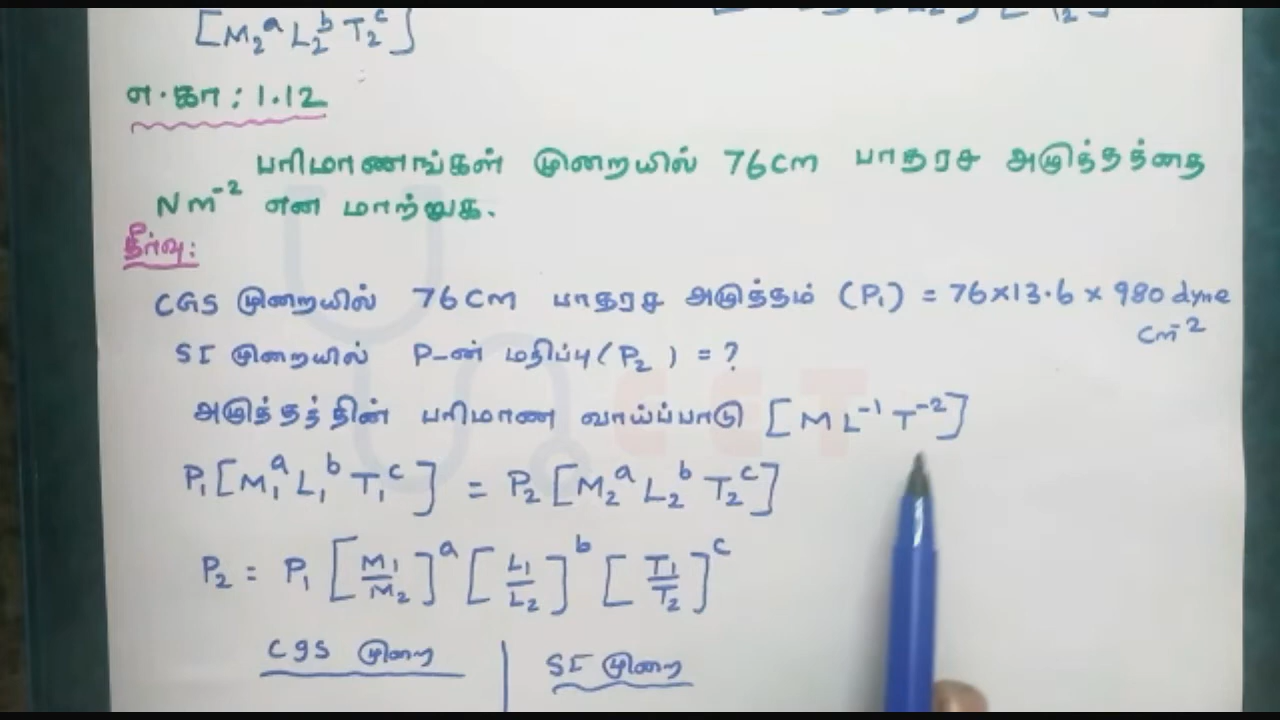 [M₂ᵃ L₂ᵇ T₂ᶜ]
எ.கா : 1.12
பரிமாணங்கள் முறையில் 76cm பாதரச அழுத்தத்தை
Nm⁻² என மாற்றுக.
தீர்வு:
CGS முறையில் 76cm பாதரச அழுத்தம் (P₁) = 76×13.6 × 980 dyne
cm⁻²
SI முறையில் P-ன் மதிப்பு (P₂) = ?
அழுத்தத்தின் பரிமாண வாய்ப்பாடு [M L⁻¹ T⁻²]
P₁ [M₁ᵃ L₁ᵇ T₁ᶜ] = P₂ [M₂ᵃ L₂ᵇ T₂ᶜ]
P₂ = P₁ [M₁/M₂]ᵃ [L₁/L₂]ᵇ [T₁/T₂]ᶜ
CGS முறை SI முறை